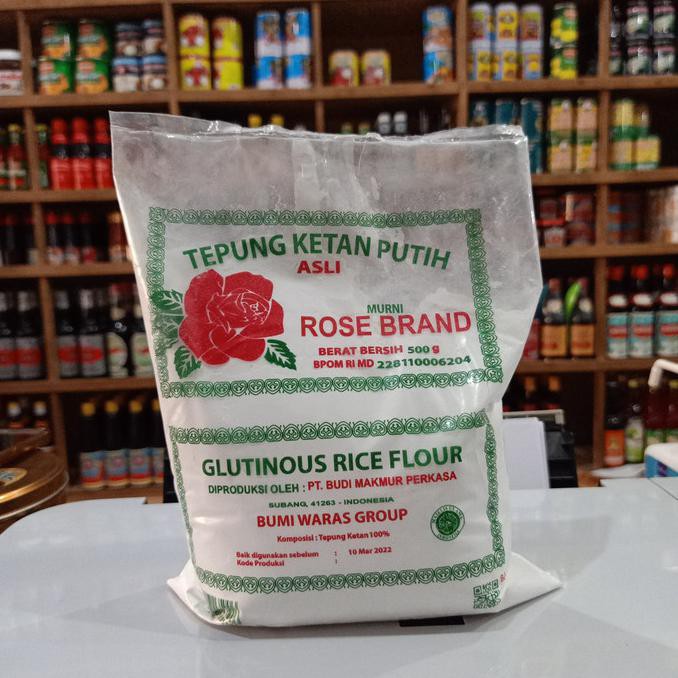 TEPUNG KETAN PUTIH
ASLI
MURNI
ROSE BRAND
BERAT BERSIH 500 g
BPOM RI MD 228110006204
GLUTINOUS RICE FLOUR
DIPRODUKSI OLEH : PT. BUDI MAKMUR PERKASA
SUBANG, 41263 - INDONESIA
BUMI WARAS GROUP
Komposisi : Tepung Ketan 100%
Baik digunakan sebelum : 10 Mar 2022
Kode Produksi :